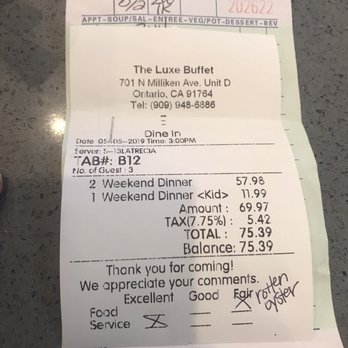 202622
APPT-SOUP/SAL-ENTREE-VEG/POT-DESSERT-BEV
The Luxe Buffet
701 N Milliken Ave. Unit D
Ontario, CA 91764
Tel: (909) 948-6886
Dine In
Date: 05-05-2019 Time: 3:00PM
Server: 5-13LATRECIA
TAB#: B12
No. of Guest: 3
2 Weekend Dinner 57.98
1 Weekend Dinner <Kid> 11.99
Amount : 69.97
TAX(7.75%) : 5.42
TOTAL : 75.39
Balance: 75.39
Thank you for coming!
We appreciate your comments.
Excellent Good Fair rotten
Food X oyster
Service X